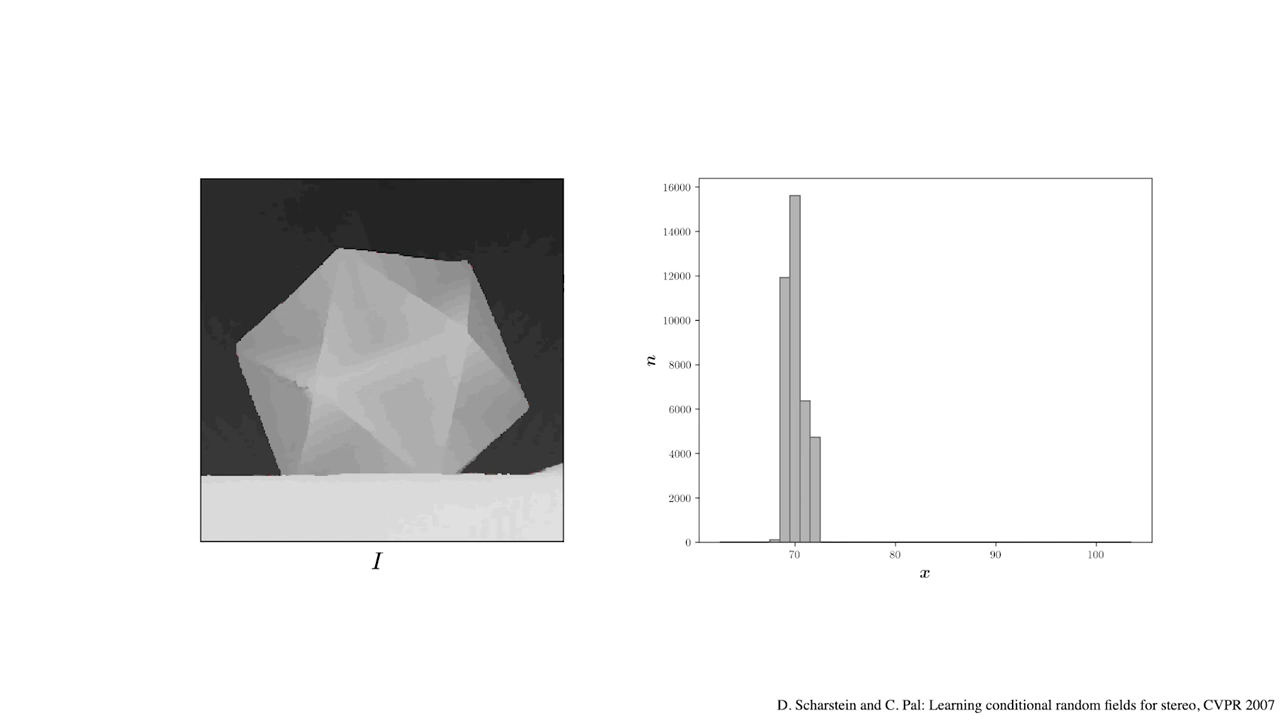 I
16000
14000
12000
10000
8000
6000
4000
2000
0
n
70 80 90 100
x
D. Scharstein and C. Pal: Learning conditional random fields for stereo, CVPR 2007